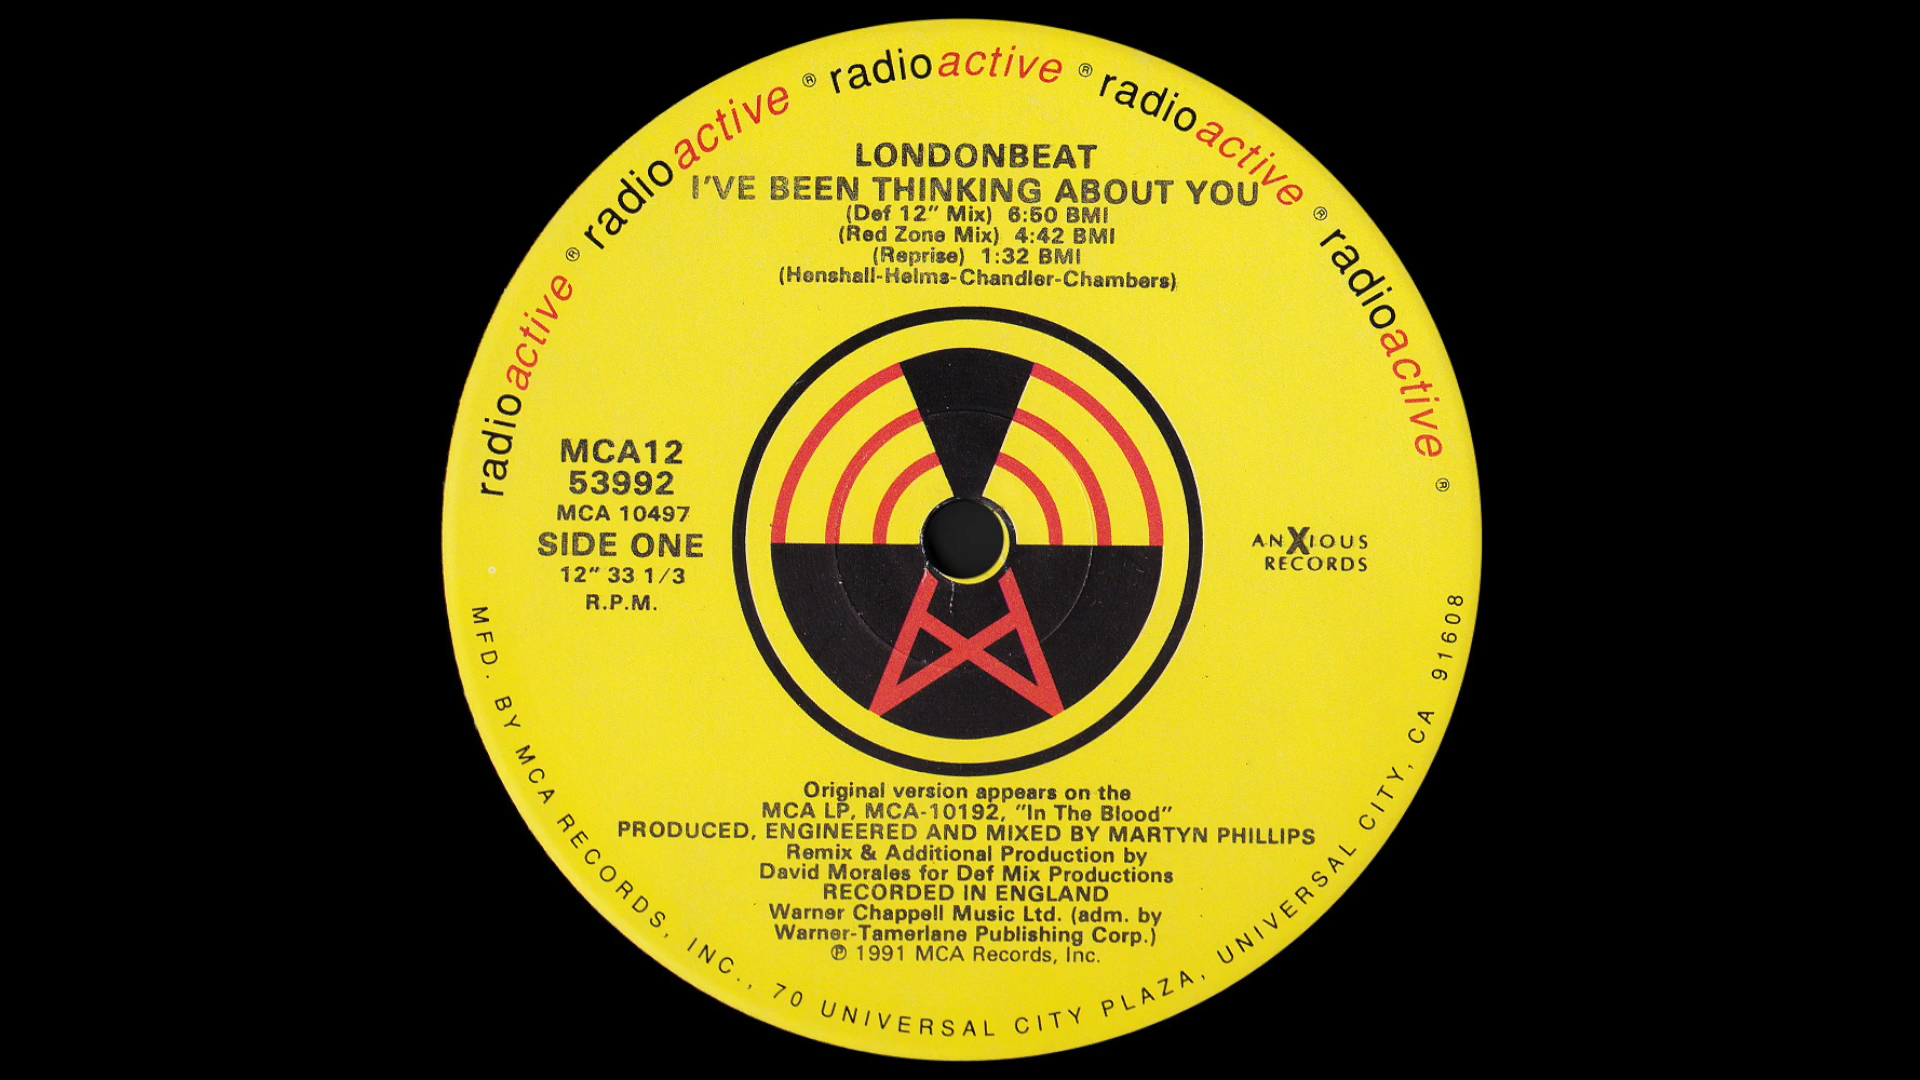 radioactive ® radioactive ® radioactive ® radioactive ® radioactive ®
LONDONBEAT
I'VE BEEN THINKING ABOUT YOU
(Def 12" Mix) 6:50 BMI
(Red Zone Mix) 4:42 BMI
(Reprise) 1:32 BMI
(Henshall-Helms-Chandler-Chambers)
MCA12
53992
MCA 10497
SIDE ONE
12" 33 1/3
R.P.M.
ANXIOUS
RECORDS
Original version appears on the
MCA LP, MCA-10192, "In The Blood"
PRODUCED, ENGINEERED AND MIXED BY MARTYN PHILLIPS
Remix & Additional Production by
David Morales for Def Mix Productions
RECORDED IN ENGLAND
Warner Chappell Music Ltd. (adm. by
Warner-Tamerlane Publishing Corp.)
℗ 1991 MCA Records, Inc.
MFD. BY MCA RECORDS, INC., 70 UNIVERSAL CITY PLAZA, UNIVERSAL CITY, CA 91608